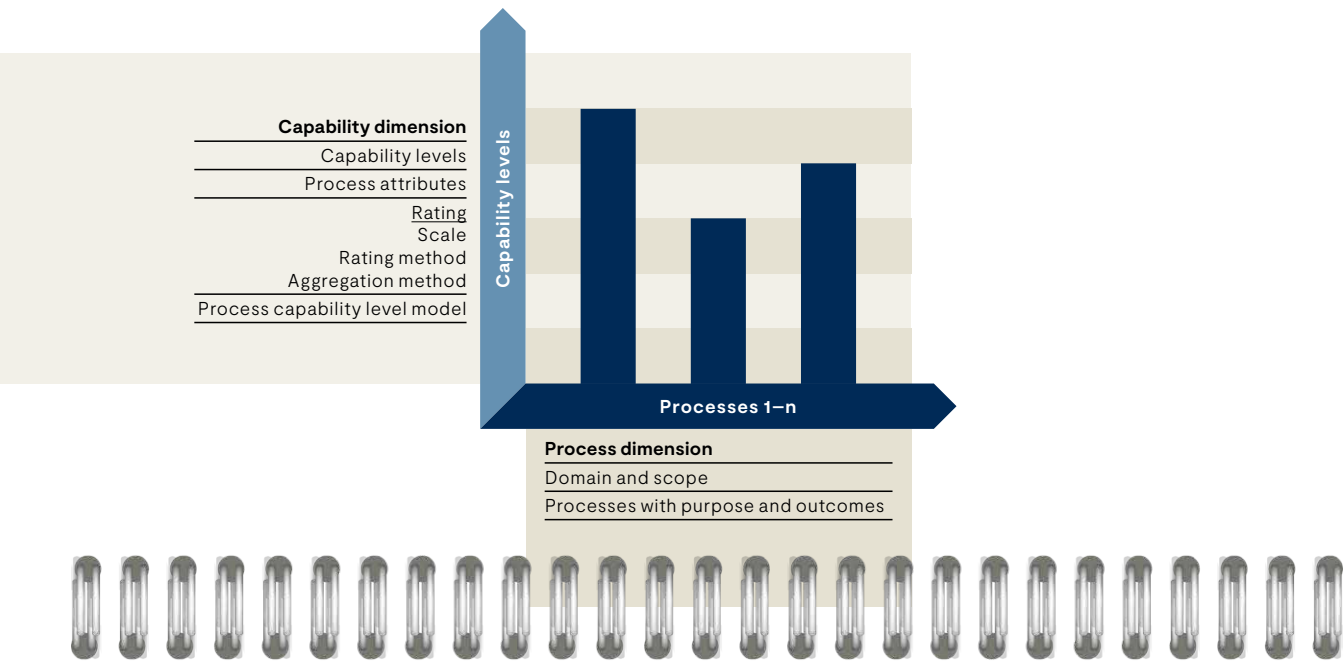 Capability dimension
Capability levels
Process attributes
Rating
Scale
Rating method
Aggregation method
Process capability level model
Capability levels
Processes 1–n
Process dimension
Domain and scope
Processes with purpose and outcomes